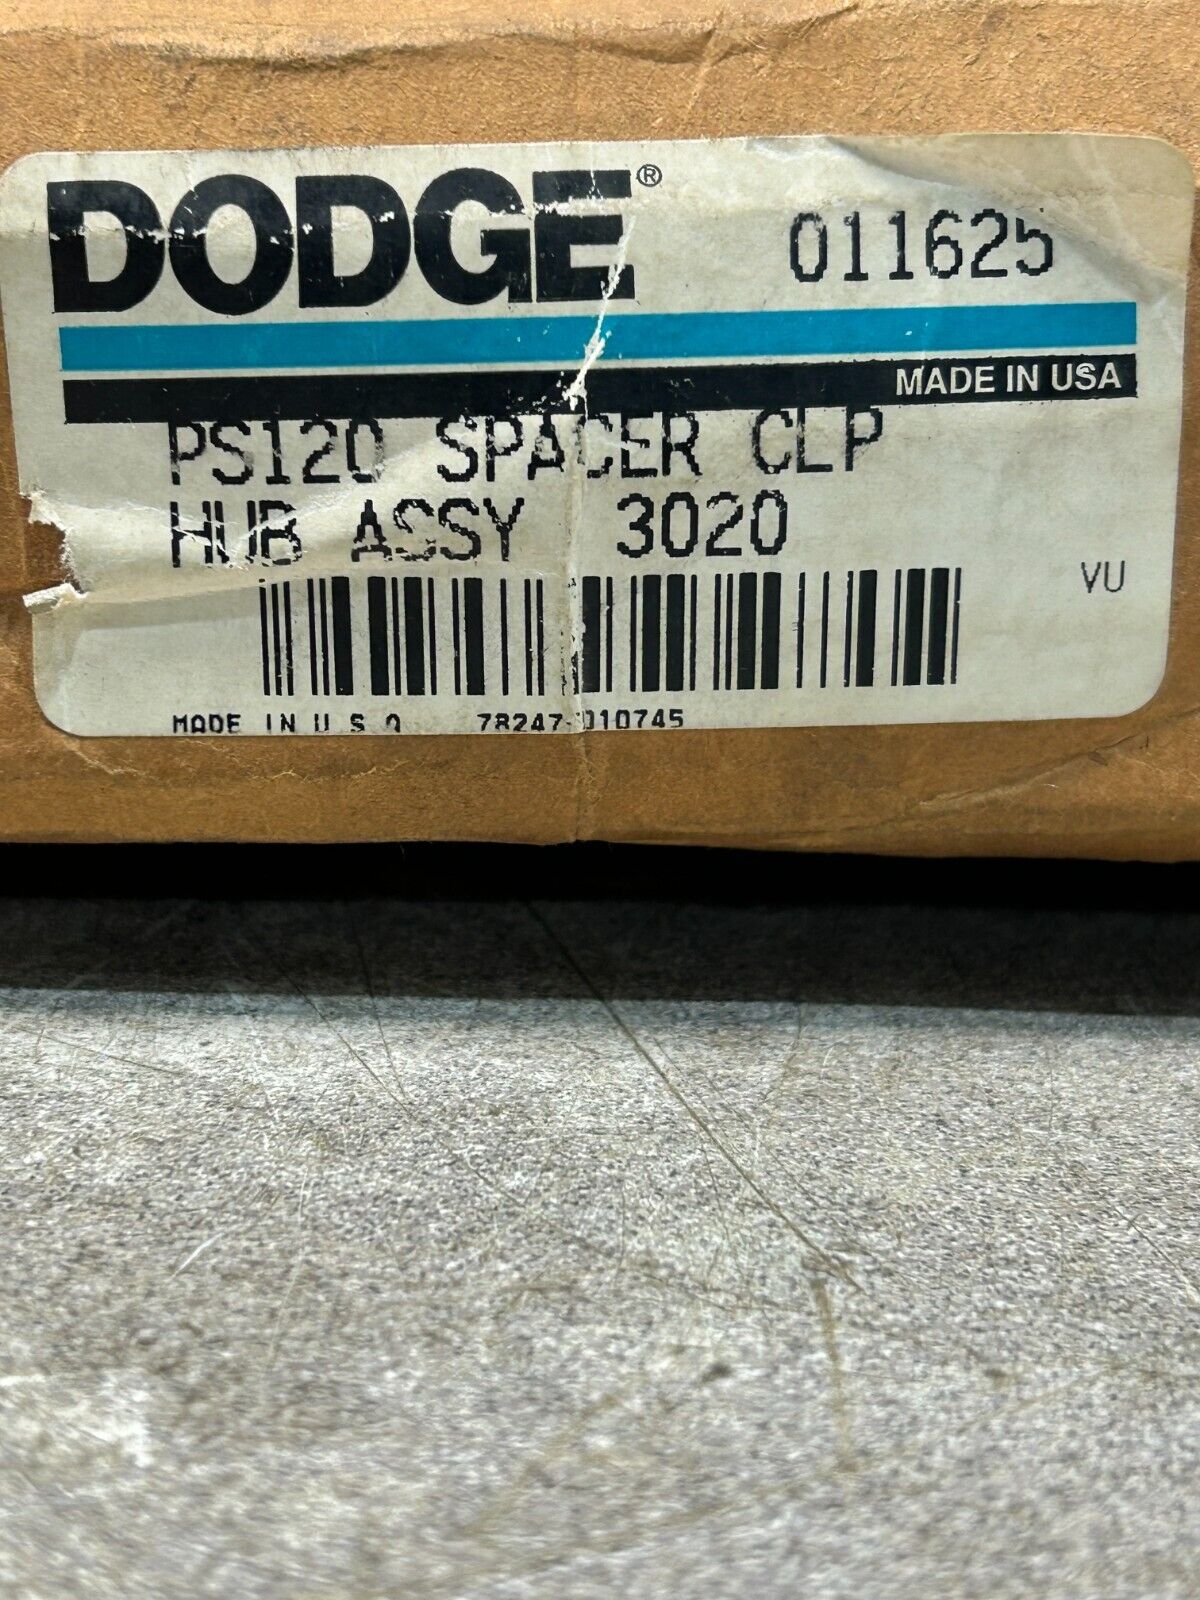 DODGE®
011625
MADE IN USA
PS120 SPACER CLP
HUB ASSY 3020
VU
MADE IN U S A 78247-010745